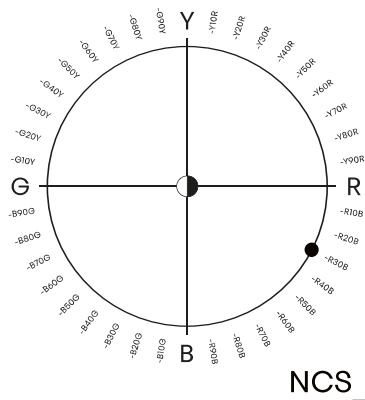 Y
-Y10R
-Y20R
-Y30R
-Y40R
-Y50R
-Y60R
-Y70R
-Y80R
-Y90R
R
-R10B
-R20B
-R30B
-R40B
-R50B
-R60B
-R70B
-R80B
-R90B
B
-B10G
-B20G
-B30G
-B40G
-B50G
-B60G
-B70G
-B80G
-B90G
G
-G10Y
-G20Y
-G30Y
-G40Y
-G50Y
-G60Y
-G70Y
-G80Y
-G90Y
NCS